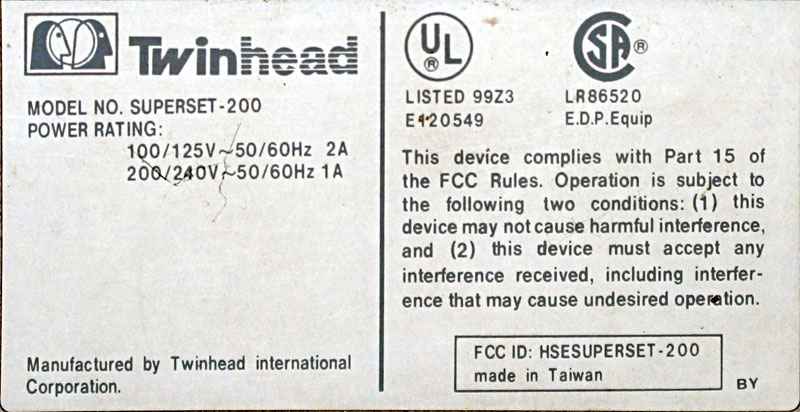 Twinhead
MODEL NO. SUPERSET-200
POWER RATING:
100/125V~50/60Hz 2A
200/240V~50/60Hz 1A
Manufactured by Twinhead international
Corporation.
UL
®
LISTED 99Z3
E120549
CSA®
LR86520
E.D.P.Equip
This device complies with Part 15 of
the FCC Rules. Operation is subject to
the following two conditions: (1) this
device may not cause harmful interference,
and (2) this device must accept any
interference received, including interfer-
ence that may cause undesired operation.
FCC ID: HSESUPERSET-200
made in Taiwan
BY